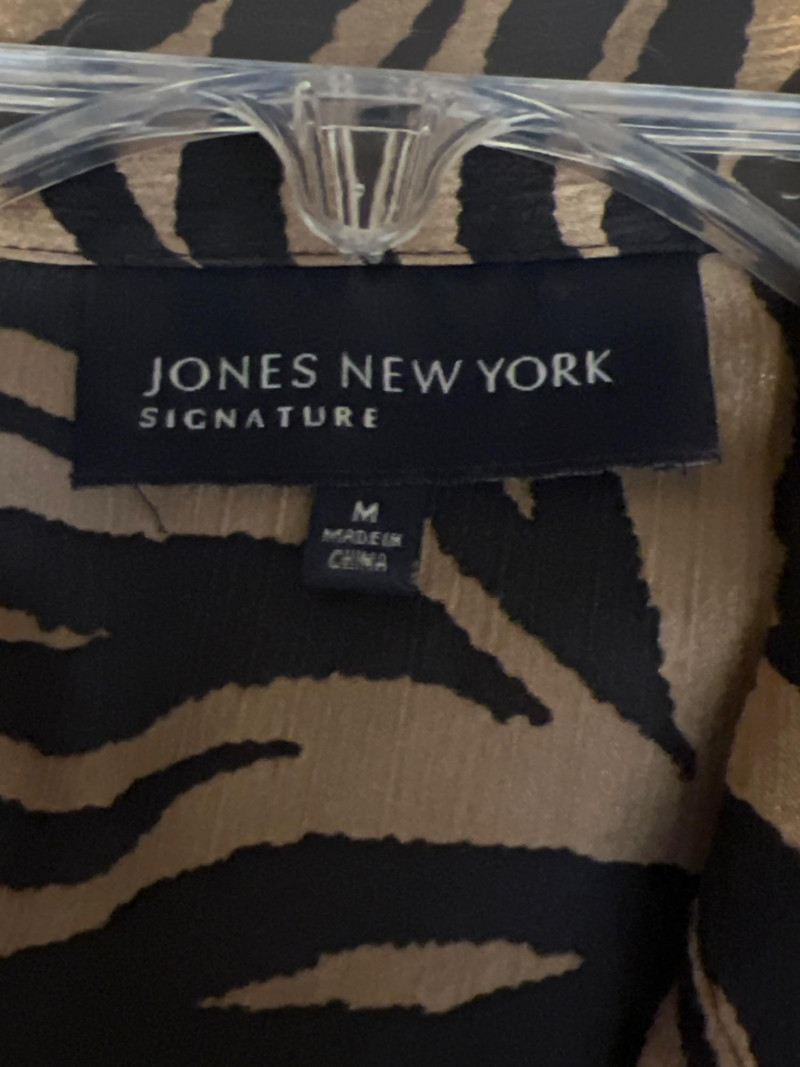 JONES NEW YORK
SIGNATURE
M
MADE IN
CHINA